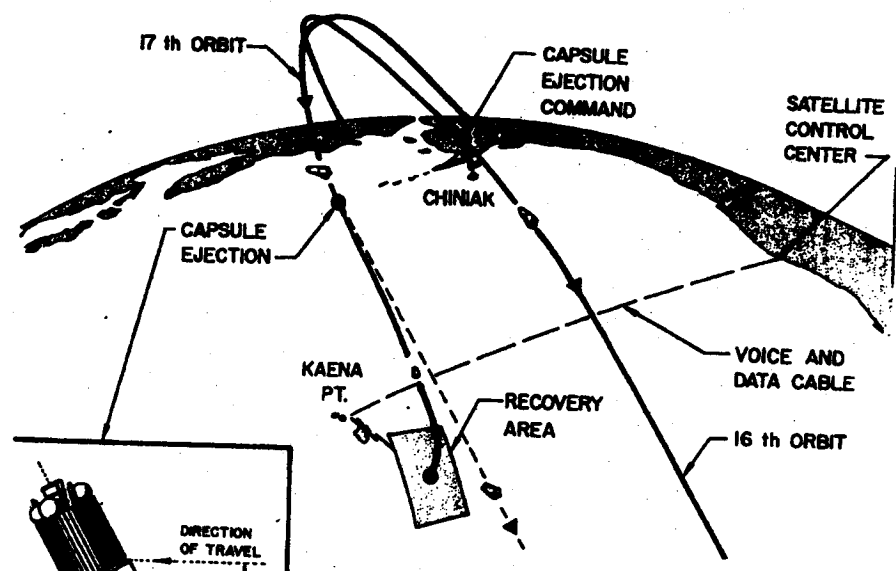 17 th ORBIT
CAPSULE
EJECTION
COMMAND
SATELLITE
CONTROL
CENTER
CHINIAK
CAPSULE
EJECTION
VOICE AND
DATA CABLE
KAENA
PT.
RECOVERY
AREA
16 th ORBIT
DIRECTION
OF TRAVEL